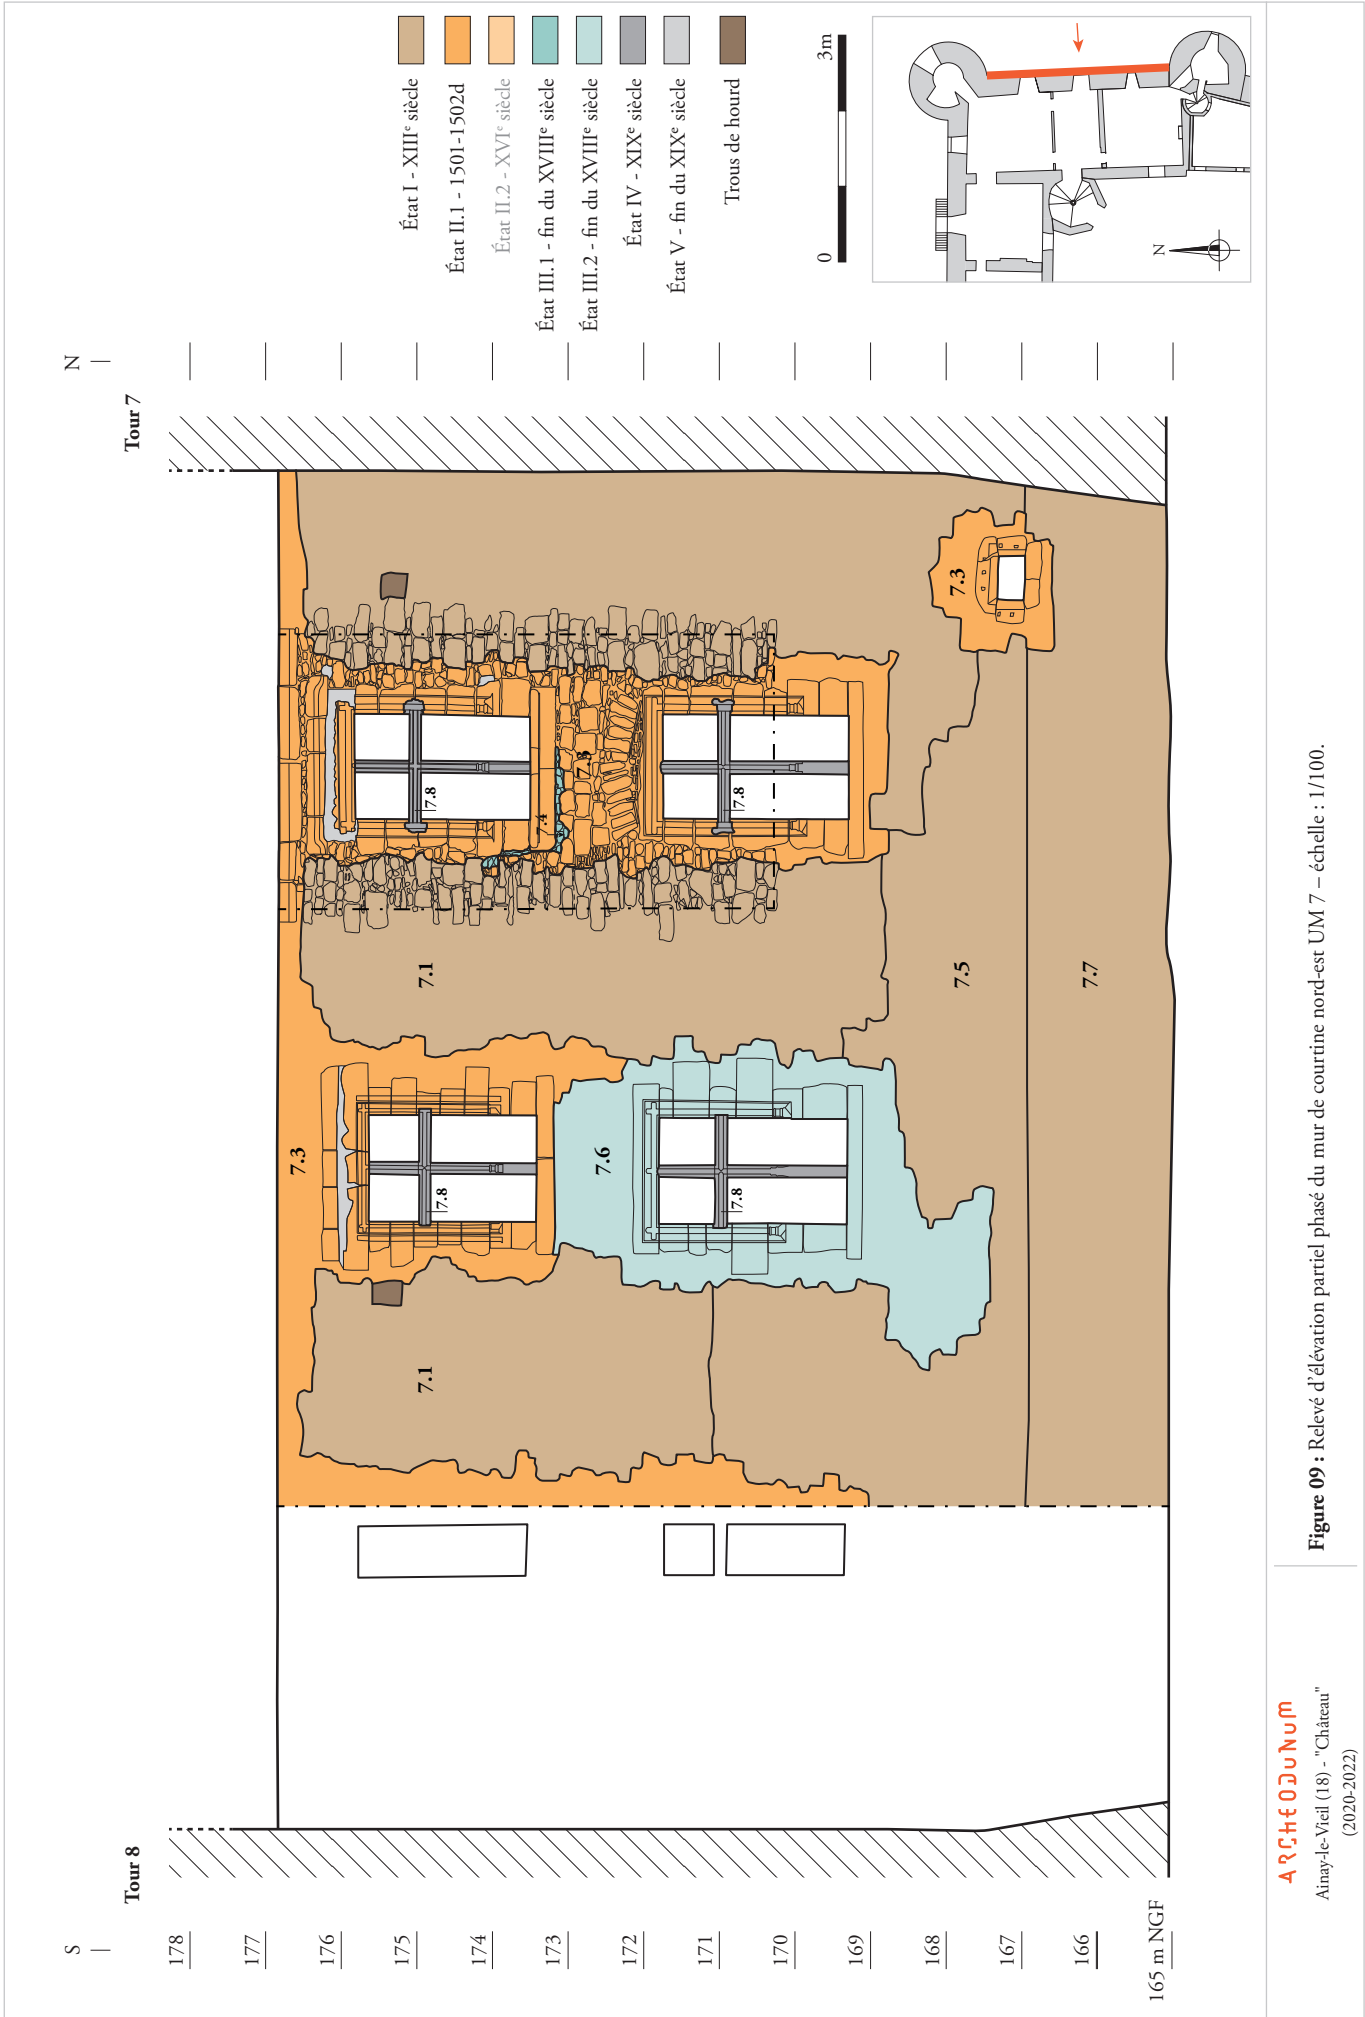 S
N
Tour 8
Tour 7
178
177
176
175
174
173
172
171
170
169
168
167
166
165 m NGF
7.3
7.1
7.1
7.8
7.8
7.6
7.8
7.8
7.4
7.3
7.3
7.5
7.7
État I - XIIIᵉ siècle
État II.1 - 1501-1502d
État II.2 - XVIᵉ siècle
État III.1 - fin du XVIIIᵉ siècle
État III.2 - fin du XVIIIᵉ siècle
État IV - XIXᵉ siècle
État V - fin du XIXᵉ siècle
Trous de hourd
0 3m
N
ARCHEODUNUM
Ainay-le-Vieil (18) - "Château"
(2020-2022)
Figure 09 : Relevé d'élévation partiel phasé du mur de courtine nord-est UM 7 – échelle : 1/100.